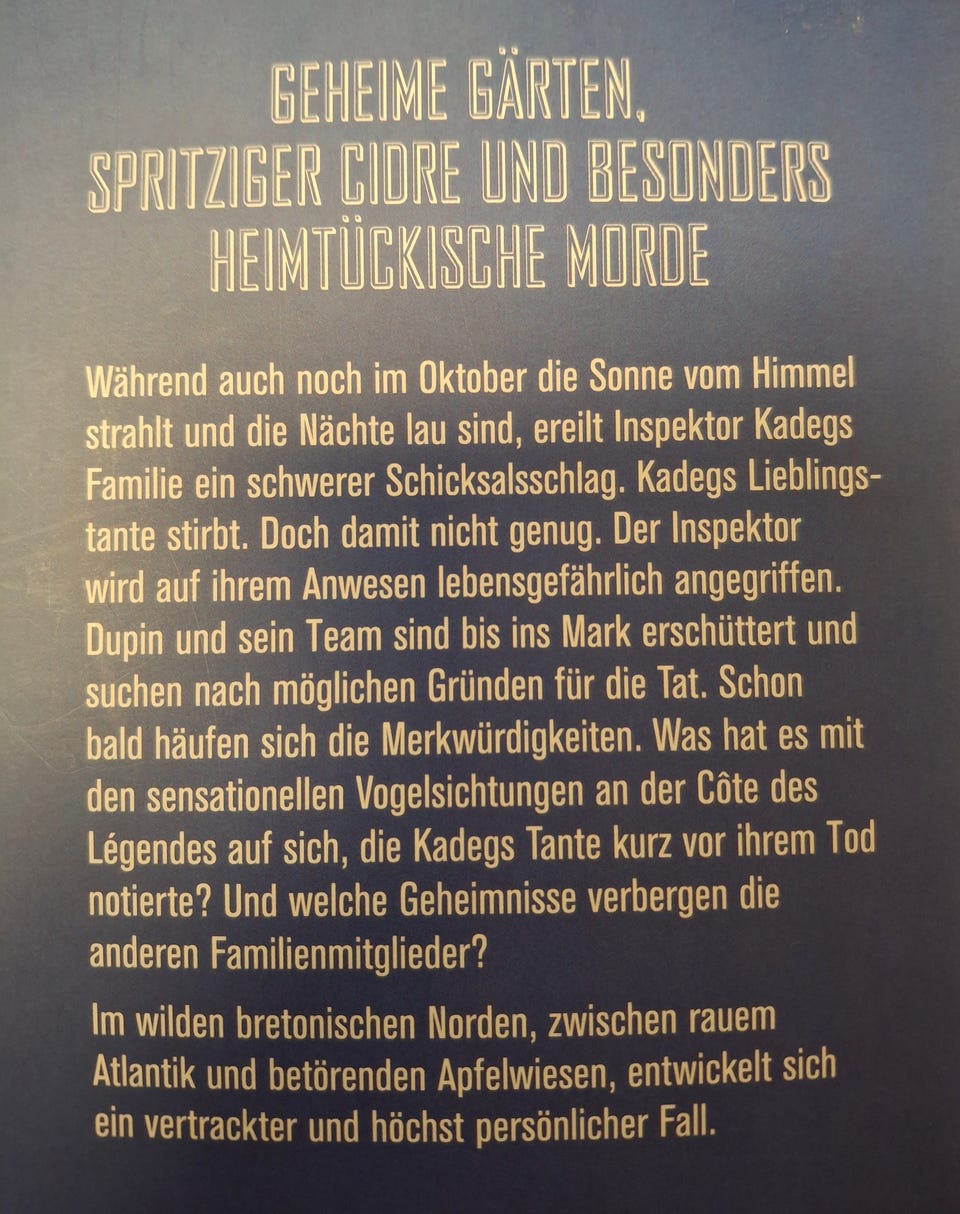 GEHEIME GÄRTEN,
SPRITZIGER CIDRE UND BESONDERS
HEIMTÜCKISCHE MORDE
Während auch noch im Oktober die Sonne vom Himmel
strahlt und die Nächte lau sind, ereilt Inspektor Kadegs
Familie ein schwerer Schicksalsschlag. Kadegs Lieblings-
tante stirbt. Doch damit nicht genug. Der Inspektor
wird auf ihrem Anwesen lebensgefährlich angegriffen.
Dupin und sein Team sind bis ins Mark erschüttert und
suchen nach möglichen Gründen für die Tat. Schon
bald häufen sich die Merkwürdigkeiten. Was hat es mit
den sensationellen Vogelsichtungen an der Côte des
Légendes auf sich, die Kadegs Tante kurz vor ihrem Tod
notierte? Und welche Geheimnisse verbergen die
anderen Familienmitglieder?
Im wilden bretonischen Norden, zwischen rauem
Atlantik und betörenden Apfelwiesen, entwickelt sich
ein vertrackter und höchst persönlicher Fall.